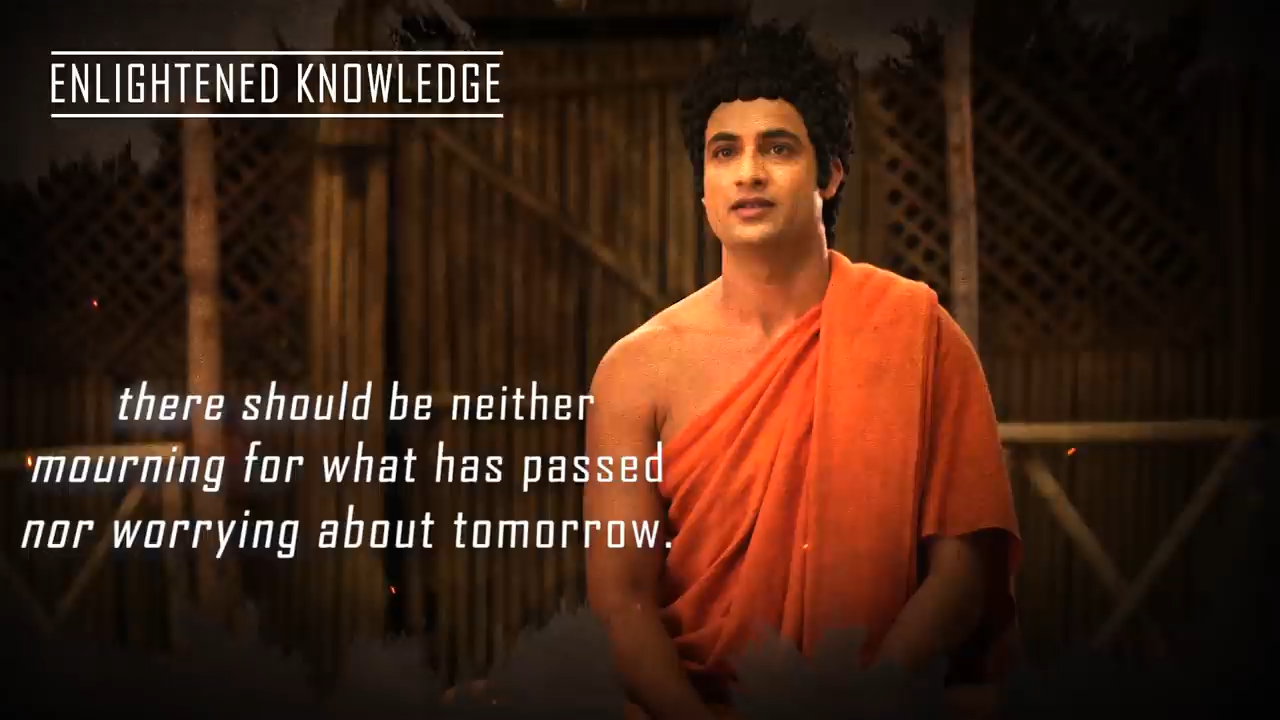 ENLIGHTENED KNOWLEDGE
there should be neither
mourning for what has passed
nor worrying about tomorrow.